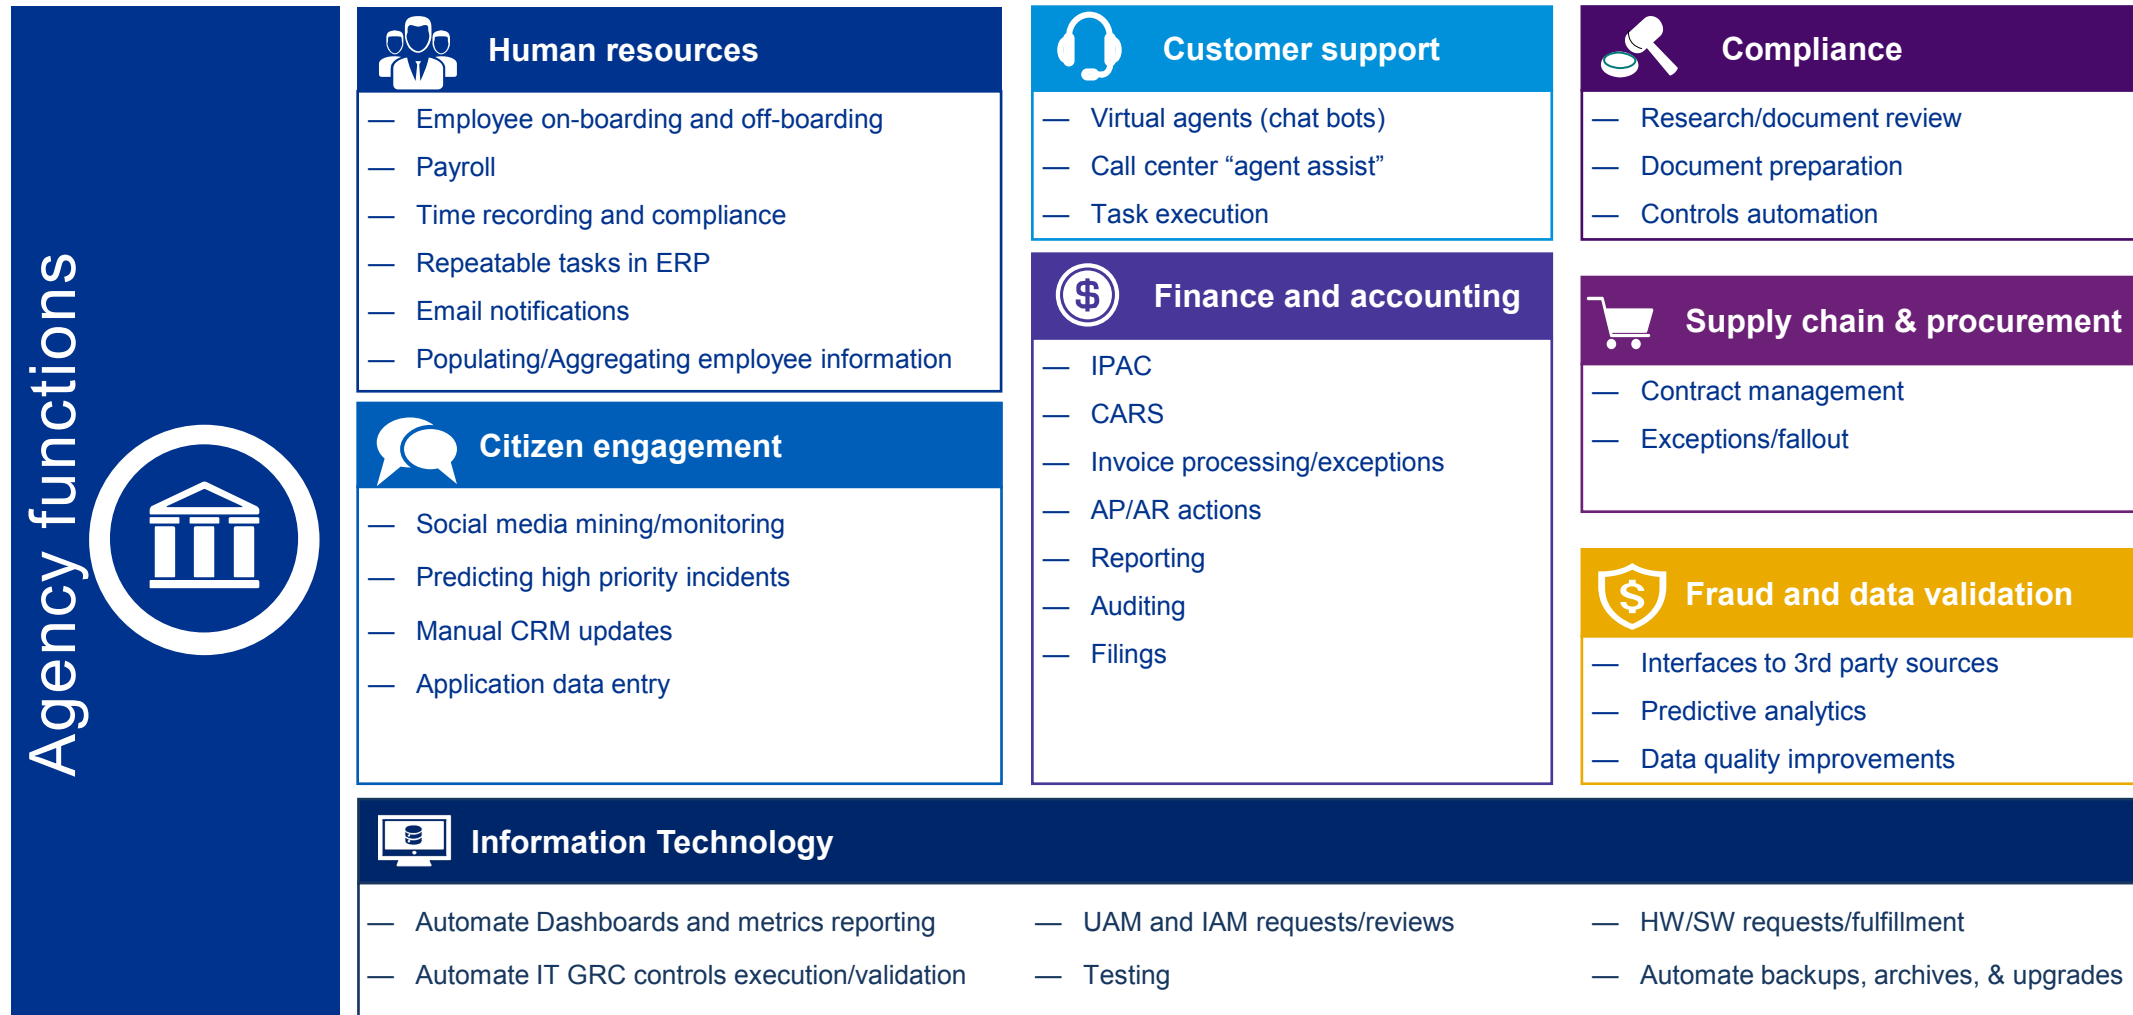 Agency functions
Human resources
— Employee on-boarding and off-boarding
— Payroll
— Time recording and compliance
— Repeatable tasks in ERP
— Email notifications
— Populating/Aggregating employee information
Citizen engagement
— Social media mining/monitoring
— Predicting high priority incidents
— Manual CRM updates
— Application data entry
Customer support
— Virtual agents (chat bots)
— Call center “agent assist”
— Task execution
$
Finance and accounting
— IPAC
— CARS
— Invoice processing/exceptions
— AP/AR actions
— Reporting
— Auditing
— Filings
Compliance
— Research/document review
— Document preparation
— Controls automation
Supply chain & procurement
— Contract management
— Exceptions/fallout
$
Fraud and data validation
— Interfaces to 3rd party sources
— Predictive analytics
— Data quality improvements
Information Technology
— Automate Dashboards and metrics reporting
— Automate IT GRC controls execution/validation
— UAM and IAM requests/reviews
— Testing
— HW/SW requests/fulfillment
— Automate backups, archives, & upgrades